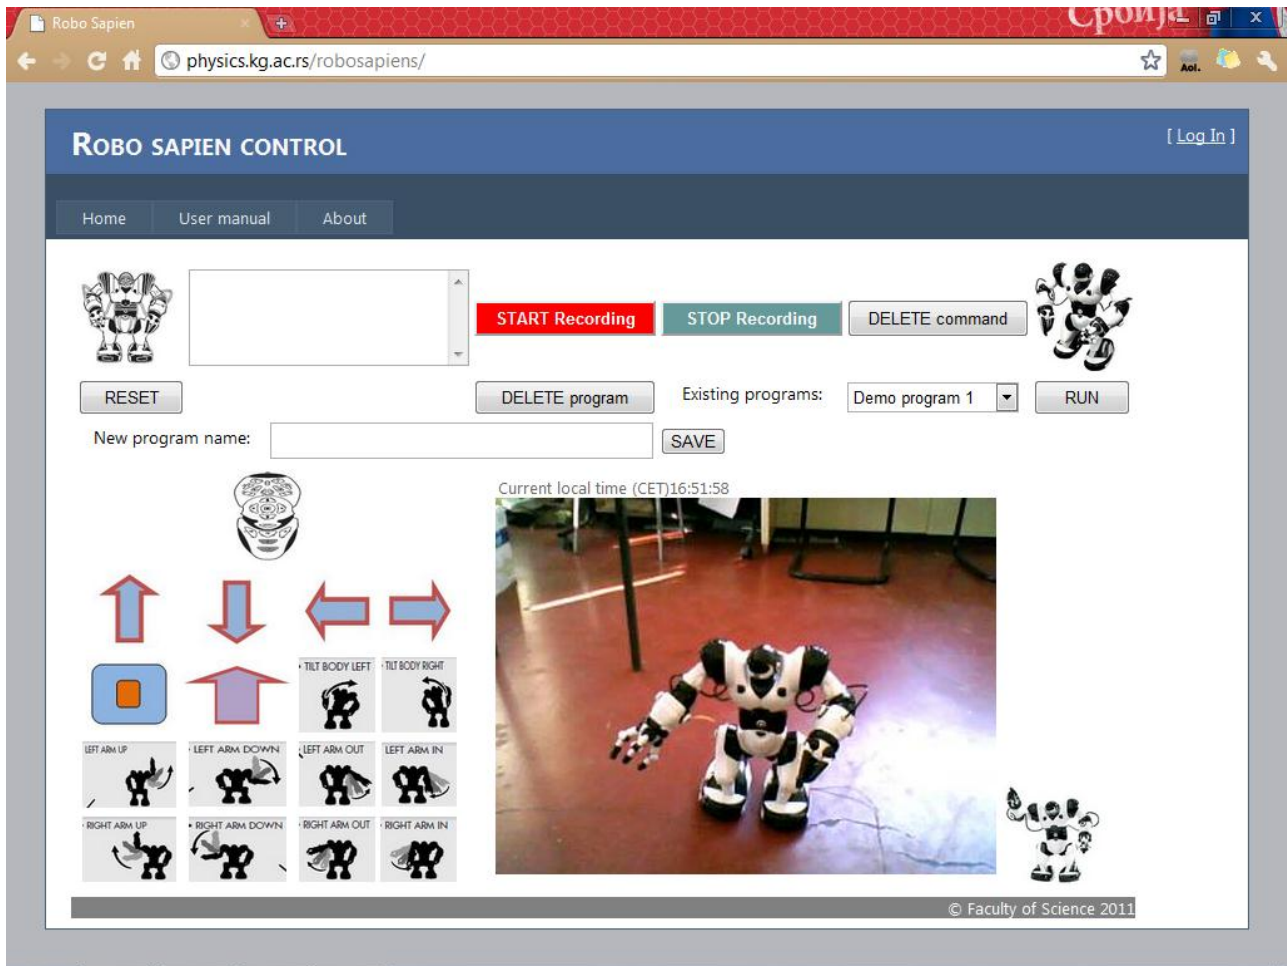 Србија
Robo Sapien
physics.kg.ac.rs/robosapiens/
Aol.
ROBO SAPIEN CONTROL
[ Log In ]
Home User manual About
START Recording STOP Recording DELETE command
RESET DELETE program Existing programs: Demo program 1 RUN
New program name: SAVE
Current local time (CET)16:51:58
TILT BODY LEFT TILT BODY RIGHT
LEFT ARM UP LEFT ARM DOWN LEFT ARM OUT LEFT ARM IN
RIGHT ARM UP RIGHT ARM DOWN RIGHT ARM OUT RIGHT ARM IN
© Faculty of Science 2011